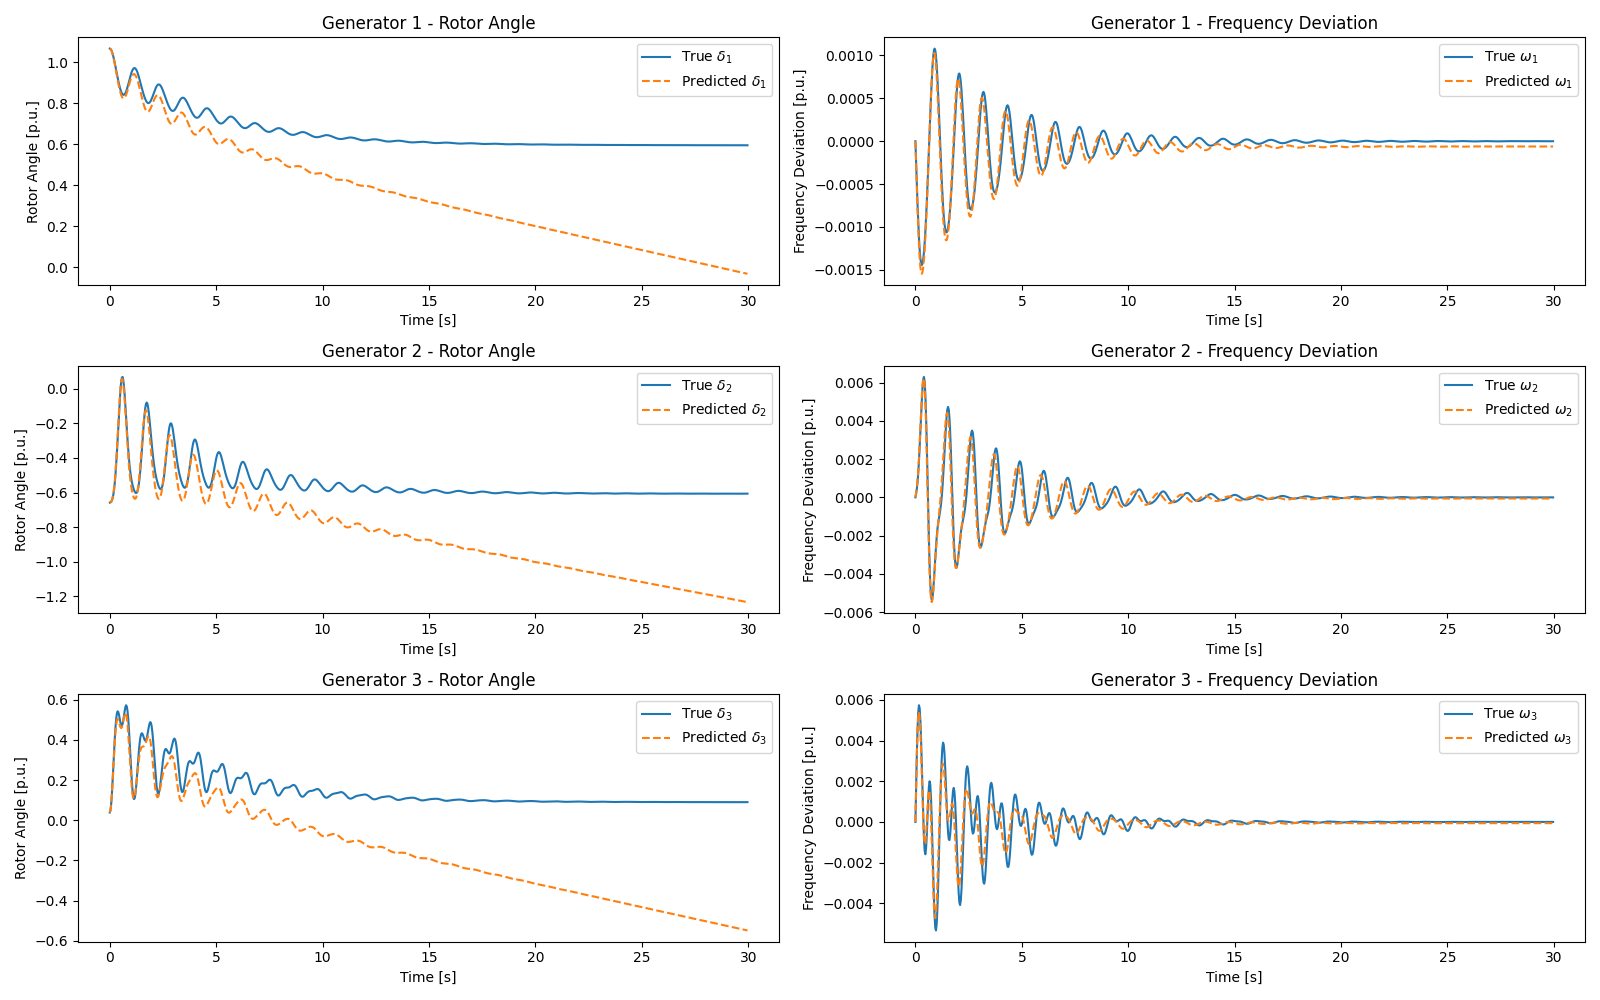 Generator 1 - Rotor Angle
Rotor Angle [p.u.]
1.0
0.8
0.6
0.4
0.2
0.0
True δ₁
Predicted δ₁
0 5 10 15 20 25 30
Time [s]
Generator 1 - Frequency Deviation
Frequency Deviation [p.u.]
0.0010
0.0005
0.0000
−0.0005
−0.0010
−0.0015
True ω₁
Predicted ω₁
0 5 10 15 20 25 30
Time [s]
Generator 2 - Rotor Angle
Rotor Angle [p.u.]
0.0
−0.2
−0.4
−0.6
−0.8
−1.0
−1.2
True δ₂
Predicted δ₂
0 5 10 15 20 25 30
Time [s]
Generator 2 - Frequency Deviation
Frequency Deviation [p.u.]
0.006
0.004
0.002
0.000
−0.002
−0.004
−0.006
True ω₂
Predicted ω₂
0 5 10 15 20 25 30
Time [s]
Generator 3 - Rotor Angle
Rotor Angle [p.u.]
0.6
0.4
0.2
0.0
−0.2
−0.4
−0.6
True δ₃
Predicted δ₃
0 5 10 15 20 25 30
Time [s]
Generator 3 - Frequency Deviation
Frequency Deviation [p.u.]
0.006
0.004
0.002
0.000
−0.002
−0.004
True ω₃
Predicted ω₃
0 5 10 15 20 25 30
Time [s]